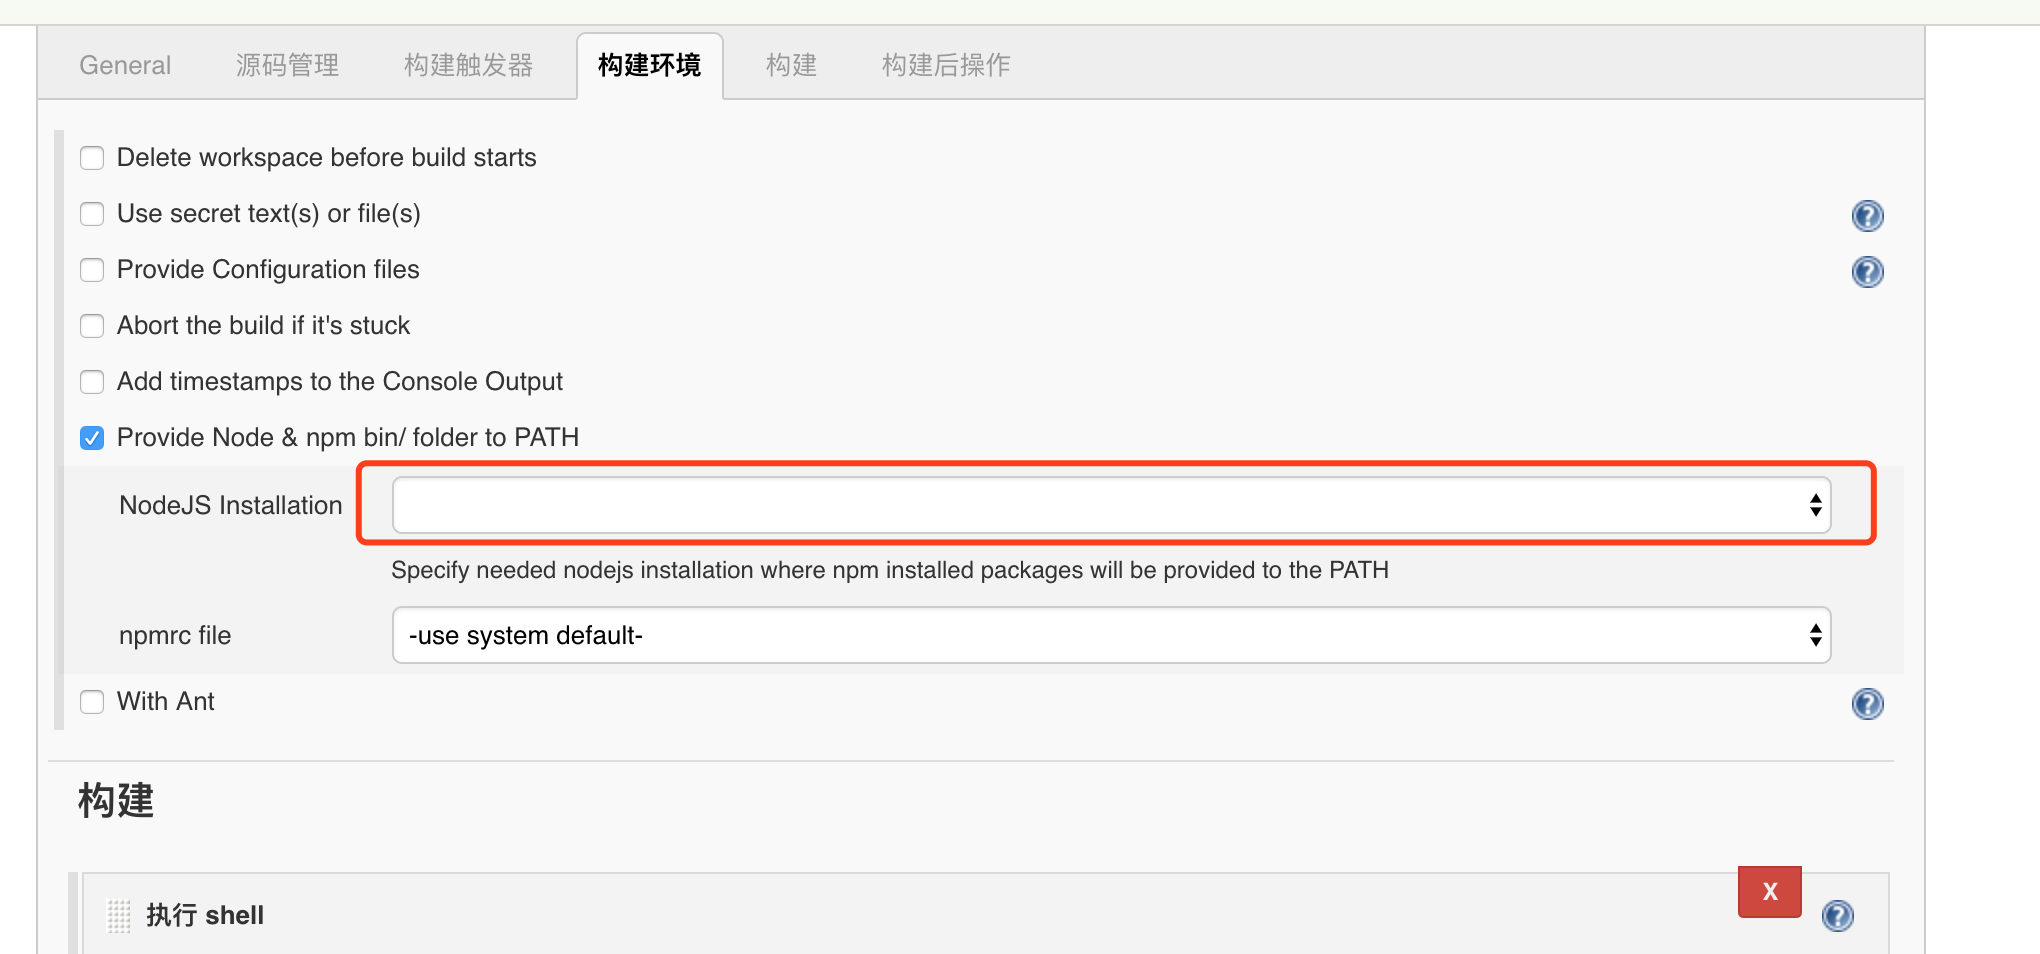 General 源码管理 构建触发器 构建环境 构建 构建后操作
Delete workspace before build starts
Use secret text(s) or file(s)
Provide Configuration files
Abort the build if it's stuck
Add timestamps to the Console Output
Provide Node & npm bin/ folder to PATH
NodeJS Installation
Specify needed nodejs installation where npm installed packages will be provided to the PATH
npmrc file -use system default-
With Ant
构建
X
执行 shell